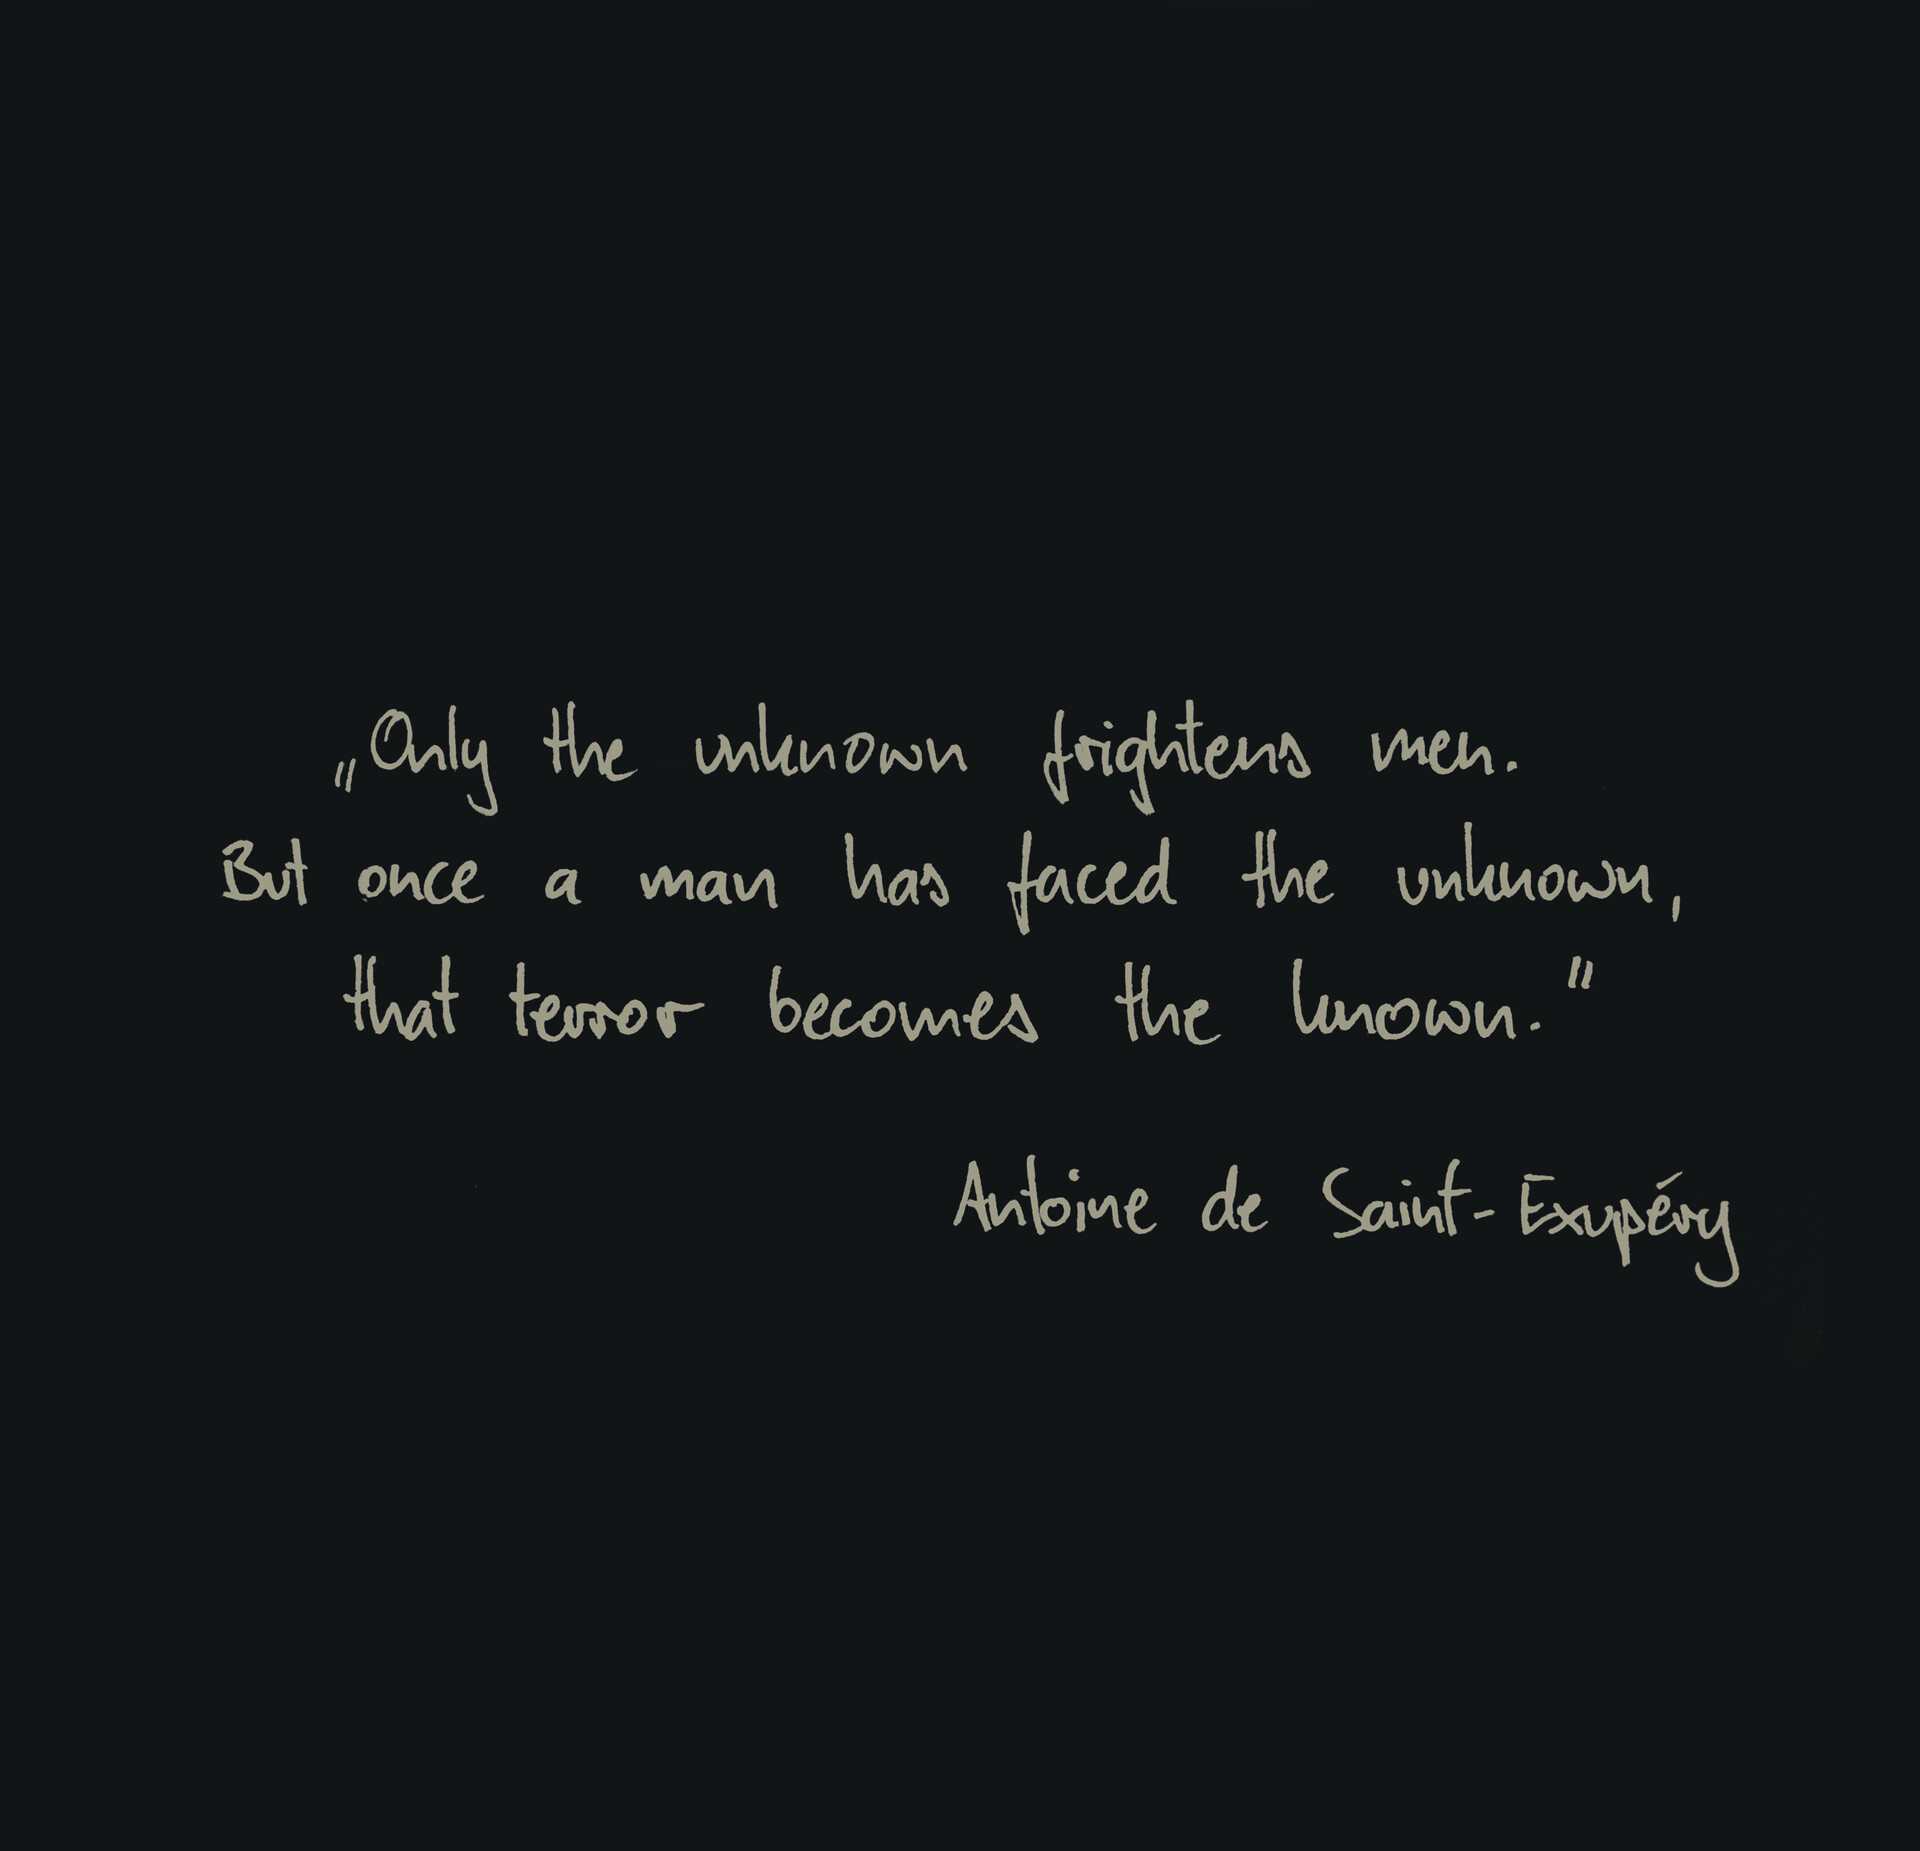 „Only the unknown frightens men.
But once a man has faced the unknown,
that terror becomes the known."
Antoine de Saint-Exupéry